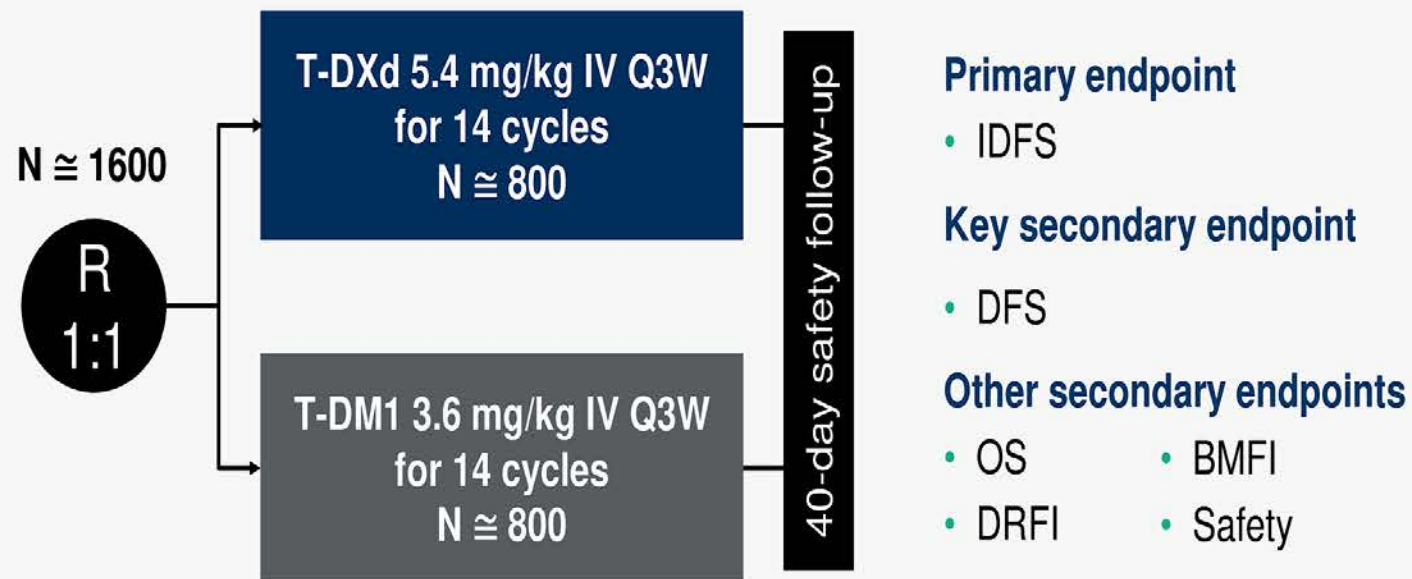 N ≅ 1600
R
1:1
T-DXd 5.4 mg/kg IV Q3W
for 14 cycles
N ≅ 800
T-DM1 3.6 mg/kg IV Q3W
for 14 cycles
N ≅ 800
40-day safety follow-up
Primary endpoint
• IDFS
Key secondary endpoint
• DFS
Other secondary endpoints
• OS • BMFI
• DRFI • Safety